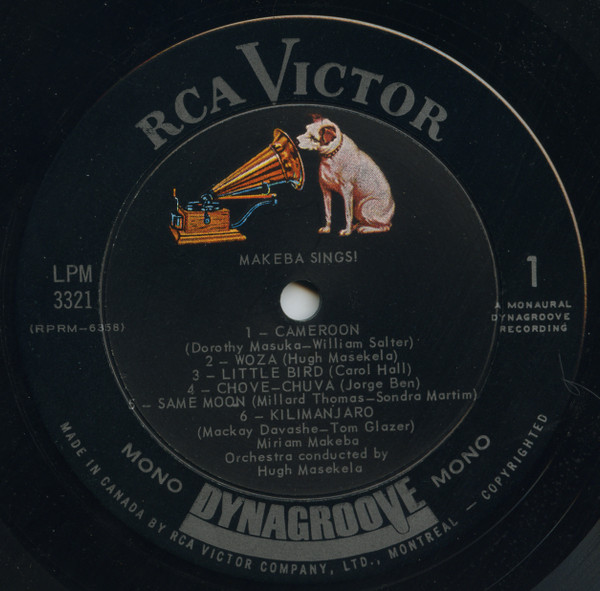 RCA VICTOR
MAKEBA SINGS!
LPM
3321
(RPRM-6358)
1
A MONAURAL
DYNAGROOVE
RECORDING
1 – CAMEROON
(Dorothy Masuka–William Salter)
2 – WOZA (Hugh Masekela)
3 – LITTLE BIRD (Carol Hall)
4 – CHOVE-CHUVA (Jorge Ben)
5 – SAME MOON (Millard Thomas–Sondra Martim)
6 – KILIMANJARO
(Mackay Davashe–Tom Glazer)
Miriam Makeba
Orchestra conducted by
Hugh Masekela
MONO DYNAGROOVE MONO
MADE IN CANADA BY RCA VICTOR COMPANY, LTD., MONTREAL – COPYRIGHTED